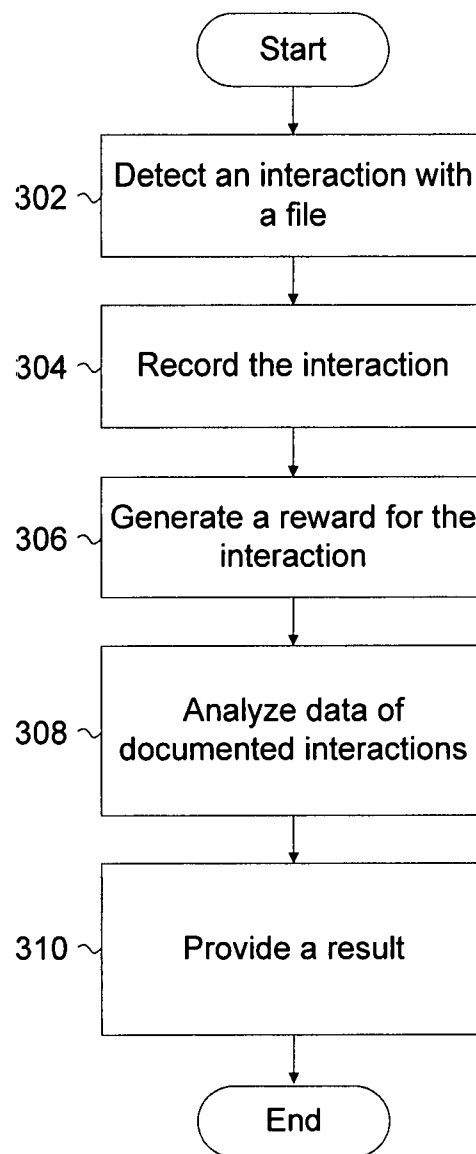 Start
302 Detect an interaction with
a file
304 Record the interaction
306 Generate a reward for the
interaction
308 Analyze data of
documented interactions
310 Provide a result
End